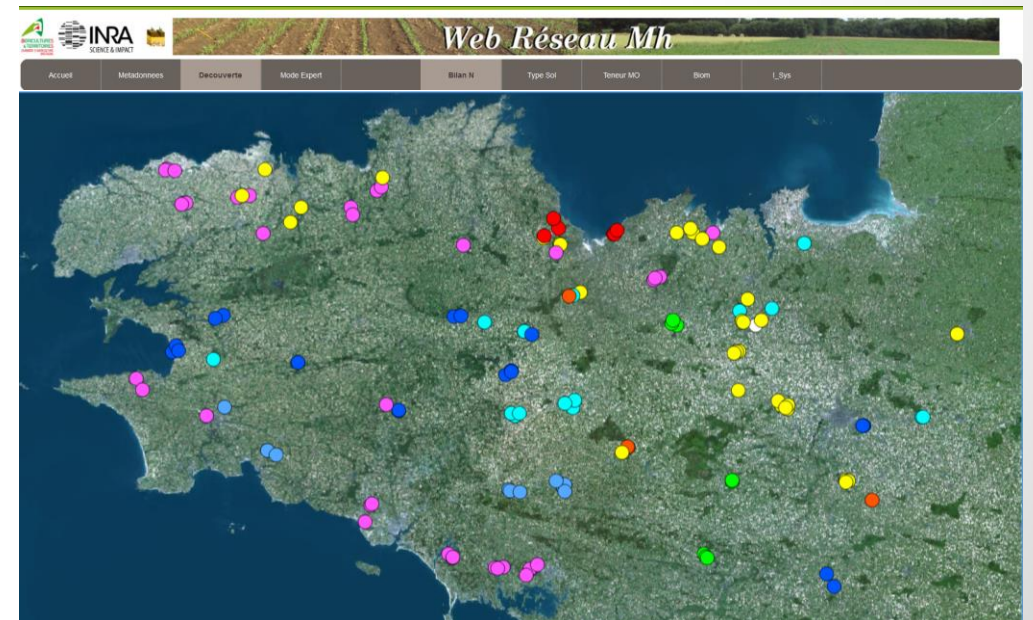 INRA
SCIENCE & IMPACT
Web Réseau Mh
Accueil
Metadonnees
Decouverte
Mode Expert
Bilan N
Type Sol
Teneur MO
Biom
I_Sys